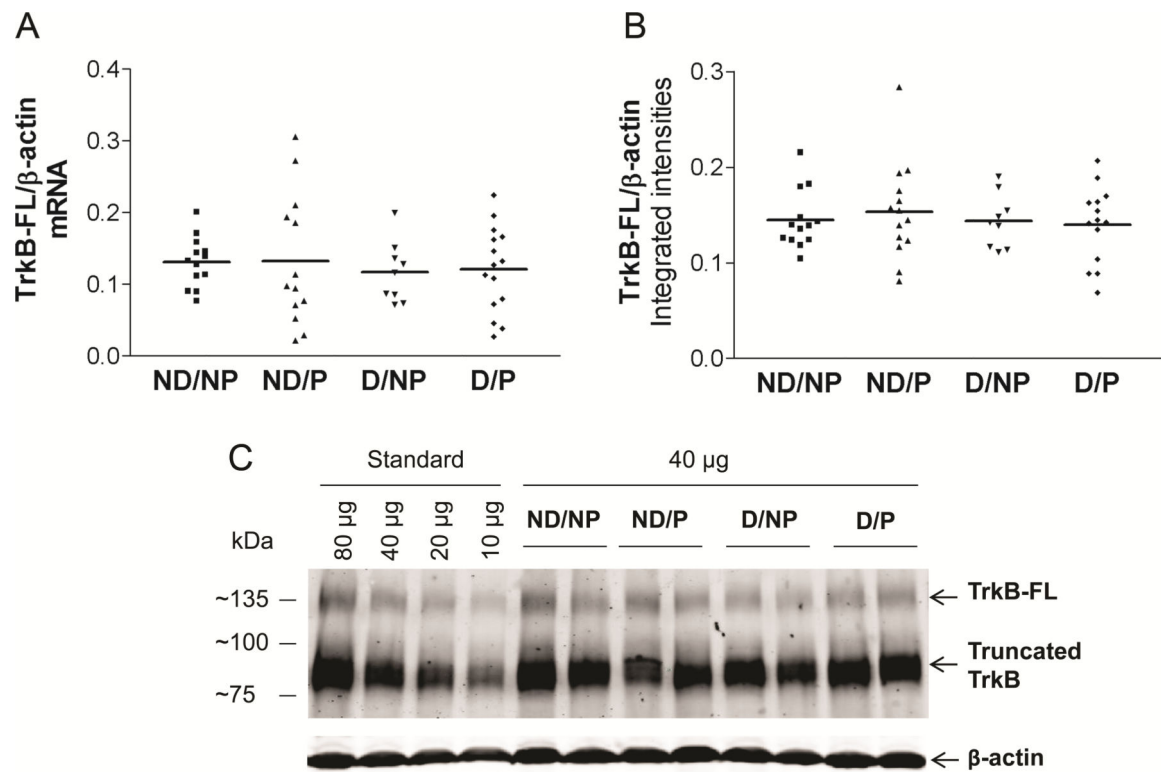 A
TrkB-FL/β-actin
mRNA
0.4
0.3
0.2
0.1
0.0
ND/NP ND/P D/NP D/P
B
TrkB-FL/β-actin
Integrated intensities
0.3
0.2
0.1
0.0
ND/NP ND/P D/NP D/P
C
Standard 40 µg
kDa 80 µg 40 µg 20 µg 10 µg ND/NP ND/P D/NP D/P
~135
~100
~75
TrkB-FL
Truncated
TrkB
β-actin